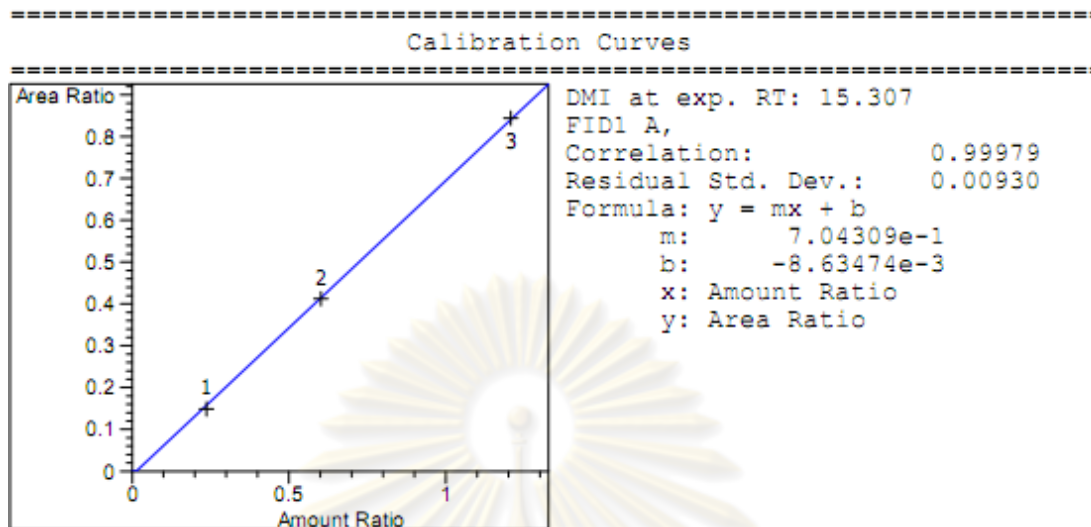 Calibration Curves
Area Ratio
0.8
0.7
0.6
0.5
0.4
0.3
0.2
0.1
0
1
2
3
0
0.5
1
Amount Ratio
DMI at exp. RT: 15.307
FID1 A,
Correlation: 0.99979
Residual Std. Dev.: 0.00930
Formula: y = mx + b
m: 7.04309e-1
b: -8.63474e-3
x: Amount Ratio
y: Area Ratio